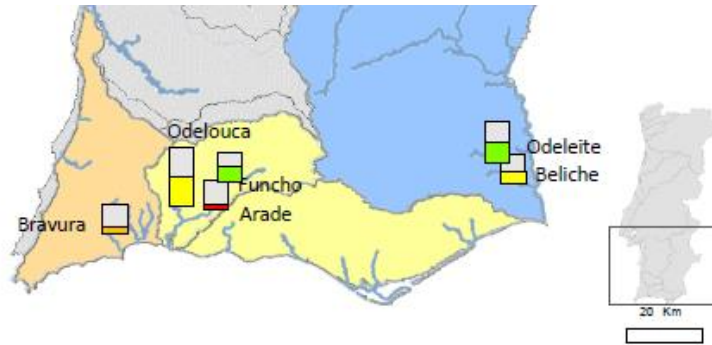 Odelouca
Odeleite
Beliche
Funcho
Arade
Bravura
20 Km